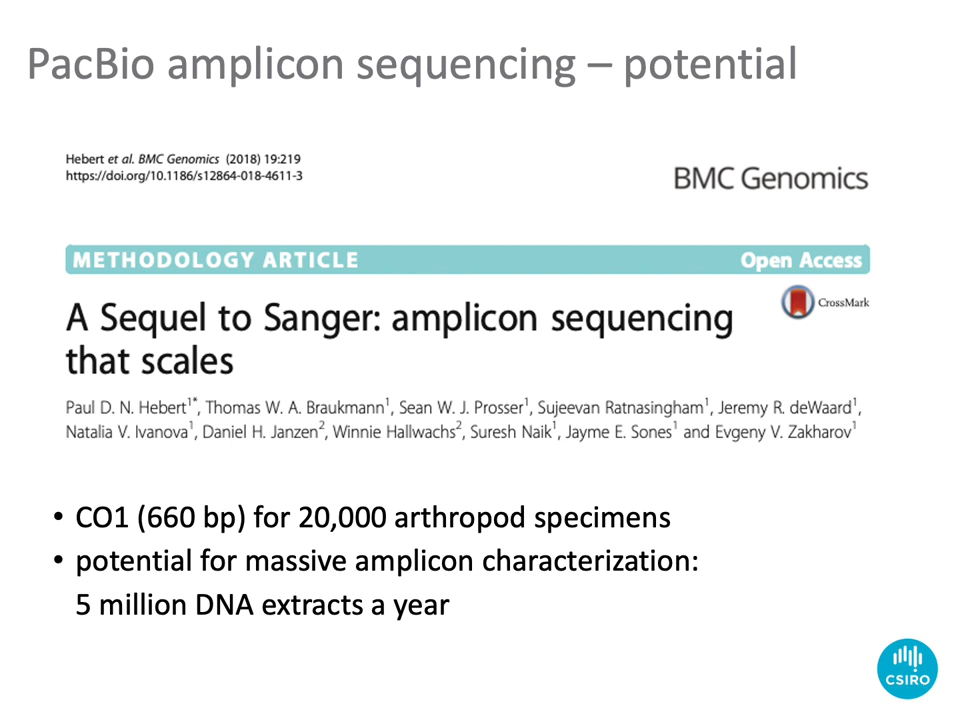 PacBio amplicon sequencing – potential
Hebert et al. BMC Genomics (2018) 19:219
https://doi.org/10.1186/s12864-018-4611-3
BMC Genomics
METHODOLOGY ARTICLE
Open Access
CrossMark
A Sequel to Sanger: amplicon sequencing
that scales
Paul D. N. Hebert1*, Thomas W. A. Braukmann1, Sean W. J. Prosser1, Sujeevan Ratnasingham1, Jeremy R. deWaard1,
Natalia V. Ivanova1, Daniel H. Janzen2, Winnie Hallwachs2, Suresh Naik1, Jayme E. Sones1 and Evgeny V. Zakharov1
• CO1 (660 bp) for 20,000 arthropod specimens
• potential for massive amplicon characterization:
5 million DNA extracts a year
CSIRO